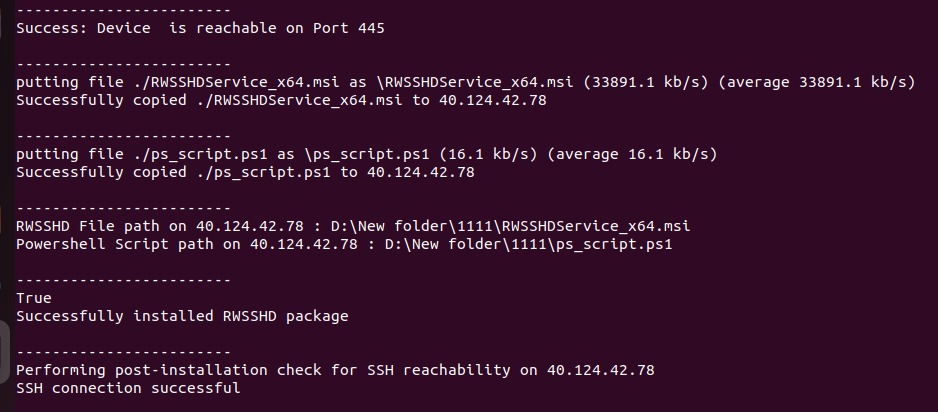 ------------------------
Success: Device  is reachable on Port 445
------------------------
putting file ./RWSSHDService_x64.msi as \RWSSHDService_x64.msi (33891.1 kb/s) (average 33891.1 kb/s)
Successfully copied ./RWSSHDService_x64.msi to 40.124.42.78
------------------------
putting file ./ps_script.ps1 as \ps_script.ps1 (16.1 kb/s) (average 16.1 kb/s)
Successfully copied ./ps_script.ps1 to 40.124.42.78
------------------------
RWSSHD File path on 40.124.42.78 : D:\New folder\1111\RWSSHDService_x64.msi
Powershell Script path on 40.124.42.78 : D:\New folder\1111\ps_script.ps1
------------------------
True
Successfully installed RWSSHD package
------------------------
Performing post-installation check for SSH reachability on 40.124.42.78
SSH connection successful